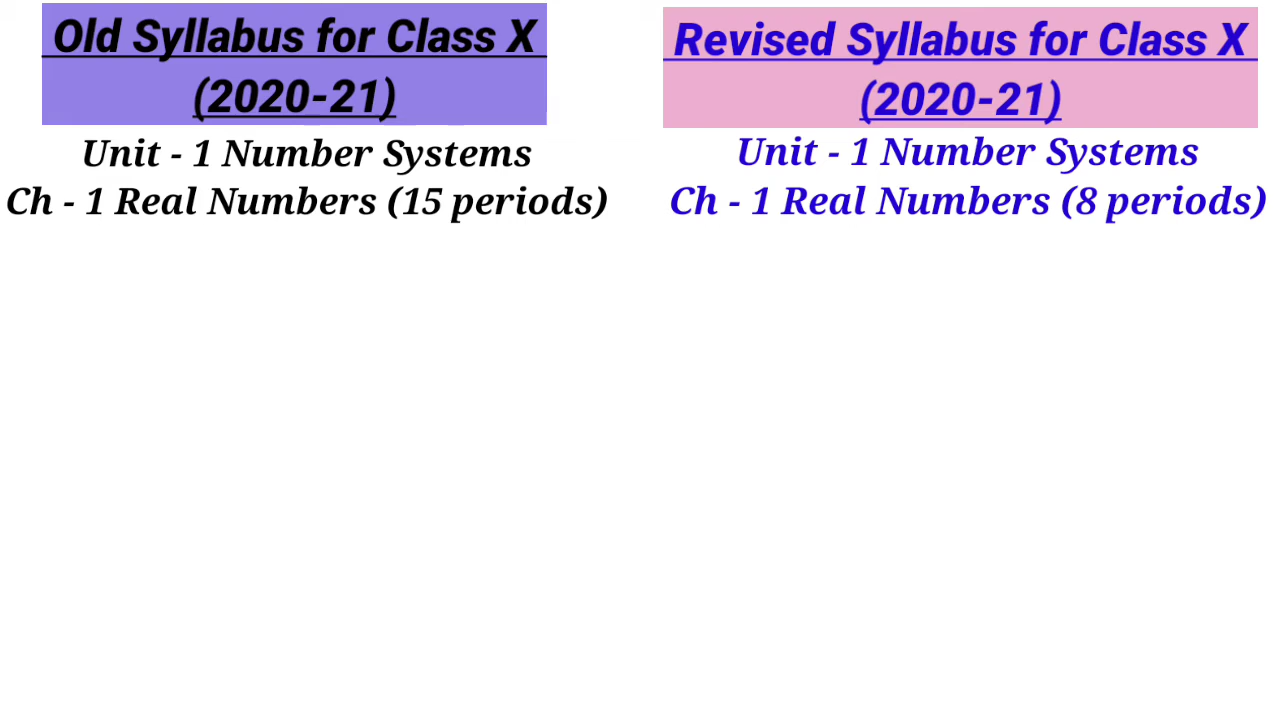 Old Syllabus for Class X
(2020-21)
Unit - 1 Number Systems
Ch - 1 Real Numbers (15 periods)
Revised Syllabus for Class X
(2020-21)
Unit - 1 Number Systems
Ch - 1 Real Numbers (8 periods)